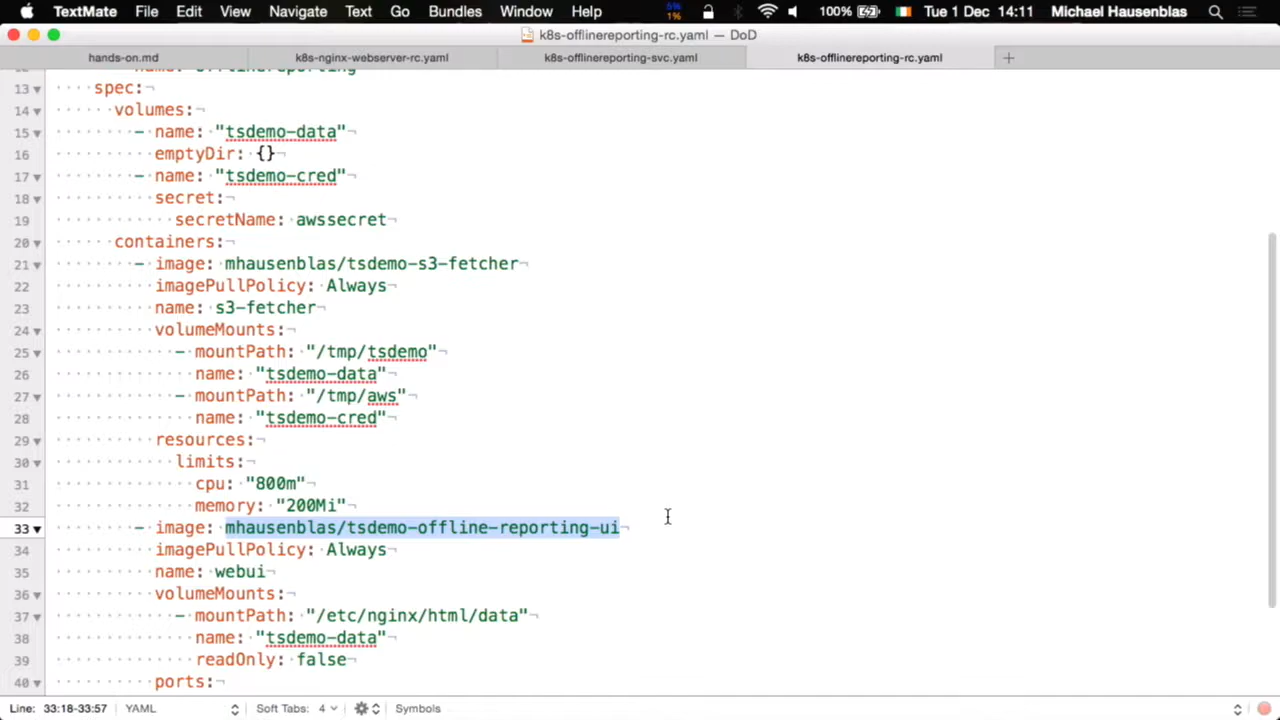 TextMate File Edit View Navigate Text Go Bundles Window Help 6% 1% 100% Tue 1 Dec 14:11 Michael Hausenblas
k8s-offlinereporting-rc.yaml — DoD
hands-on.md k8s-nginx-webserver-rc.yaml k8s-offlinereporting-svc.yaml k8s-offlinereporting-rc.yaml
13 spec:
14 volumes:
15 - name: "tsdemo-data"
16 emptyDir: {}
17 - name: "tsdemo-cred"
18 secret:
19 secretName: awssecret
20 containers:
21 - image: mhausenblas/tsdemo-s3-fetcher
22 imagePullPolicy: Always
23 name: s3-fetcher
24 volumeMounts:
25 - mountPath: "/tmp/tsdemo"
26 name: "tsdemo-data"
27 - mountPath: "/tmp/aws"
28 name: "tsdemo-cred"
29 resources:
30 limits:
31 cpu: "800m"
32 memory: "200Mi"
33 - image: mhausenblas/tsdemo-offline-reporting-ui
34 imagePullPolicy: Always
35 name: webui
36 volumeMounts:
37 - mountPath: "/etc/nginx/html/data"
38 name: "tsdemo-data"
39 readOnly: false
40 ports:
Line: 33:18-33:57 YAML Soft Tabs: 4 Symbols